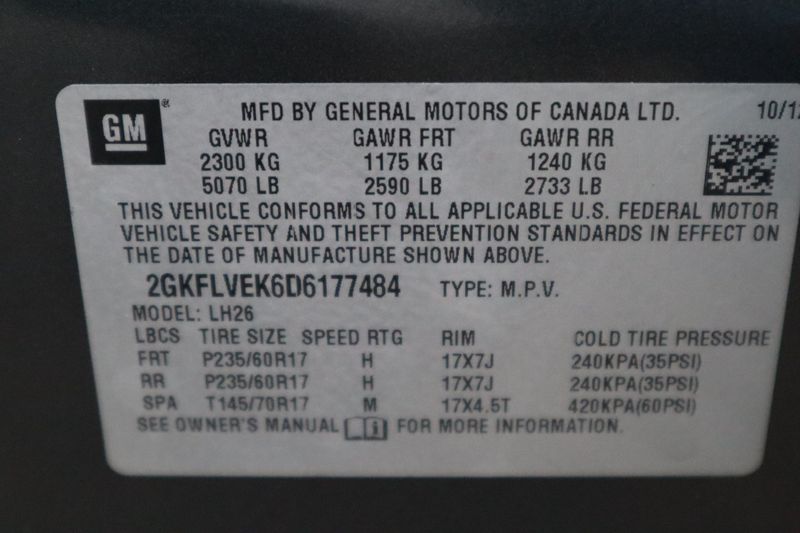 GM ®
MFD BY GENERAL MOTORS OF CANADA LTD. 10/12
GVWR GAWR FRT GAWR RR
2300 KG 1175 KG 1240 KG
5070 LB 2590 LB 2733 LB
THIS VEHICLE CONFORMS TO ALL APPLICABLE U.S. FEDERAL MOTOR
VEHICLE SAFETY AND THEFT PREVENTION STANDARDS IN EFFECT ON
THE DATE OF MANUFACTURE SHOWN ABOVE.
2GKFLVEK6D6177484 TYPE: M.P.V.
MODEL: LH26
LBCS TIRE SIZE SPEED RTG RIM COLD TIRE PRESSURE
FRT P235/60R17 H 17X7J 240KPA(35PSI)
RR P235/60R17 H 17X7J 240KPA(35PSI)
SPA T145/70R17 M 17X4.5T 420KPA(60PSI)
SEE OWNER'S MANUAL i FOR MORE INFORMATION.